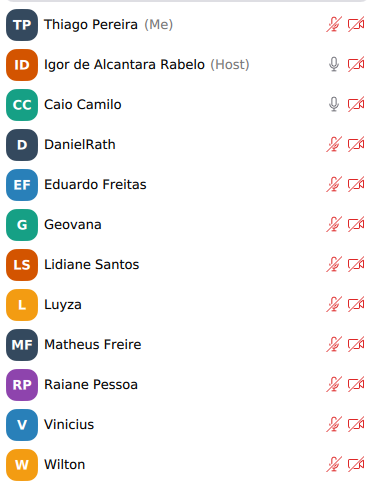 TP Thiago Pereira (Me)
ID Igor de Alcantara Rabelo (Host)
CC Caio Camilo
D DanielRath
EF Eduardo Freitas
G Geovana
LS Lidiane Santos
L Luyza
MF Matheus Freire
RP Raiane Pessoa
V Vinicius
W Wilton